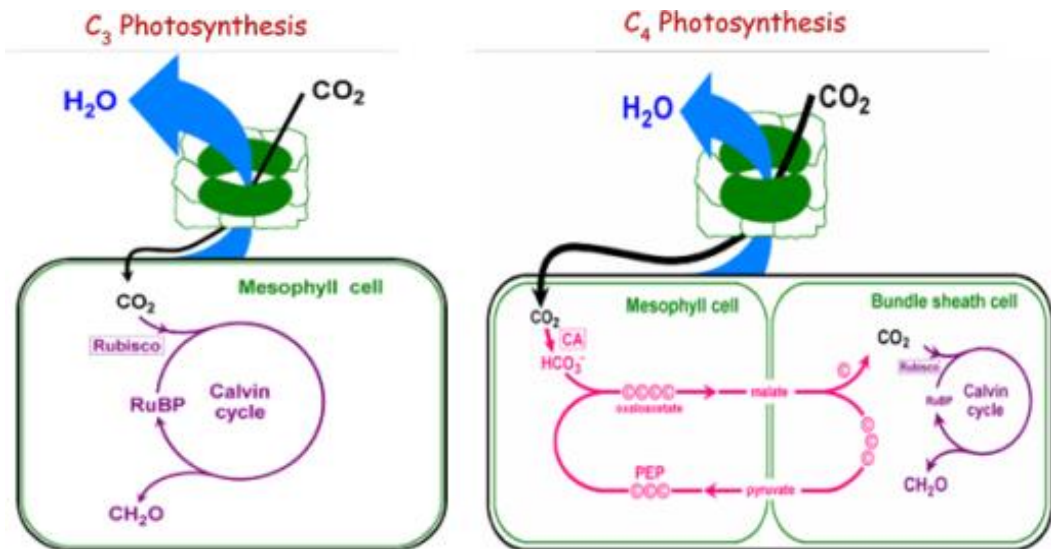 C₃ Photosynthesis
H₂O
CO₂
Mesophyll cell
CO₂
Rubisco
RuBP
Calvin
cycle
CH₂O
C₄ Photosynthesis
H₂O
CO₂
Mesophyll cell
CO₂
CA
HCO₃⁻
©©©©
oxaloacetate
malate
PEP
©©©
pyruvate
Bundle sheath cell
©
CO₂
Rubisco
RuBP
Calvin
cycle
©
©
©
CH₂O